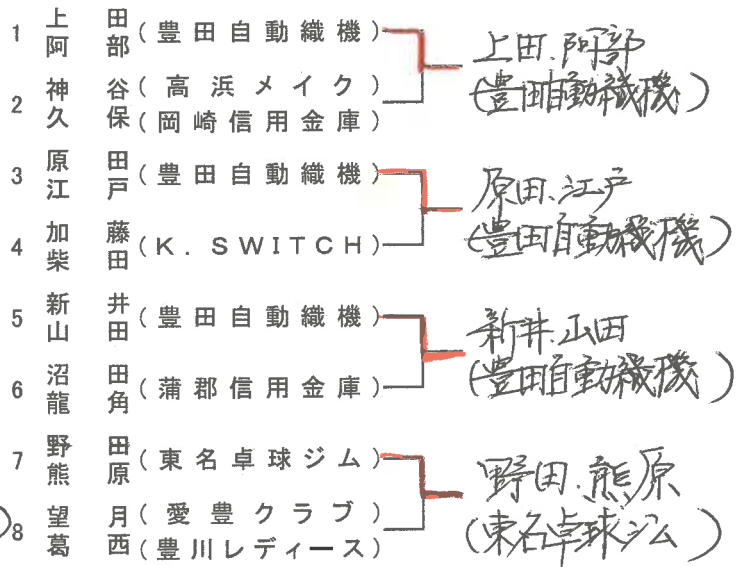 1 上田 阿部 (豊田自動織機)
上田.阿部
(豊田自動織機)
2 神谷 (高浜メイク)
久保 (岡崎信用金庫)
3 原田 江戸 (豊田自動織機)
原田.江戸
(豊田自動織機)
4 加藤 柴田 (K.SWITCH)
5 新井 山田 (豊田自動織機)
新井.山田
(豊田自動織機)
6 沼田 龍角 (蒲郡信用金庫)
7 野田 熊原 (東名卓球ジム)
野田.熊原
(東名卓球ジム)
8 望月 (愛豊クラブ)
葛西 (豊川レディース)